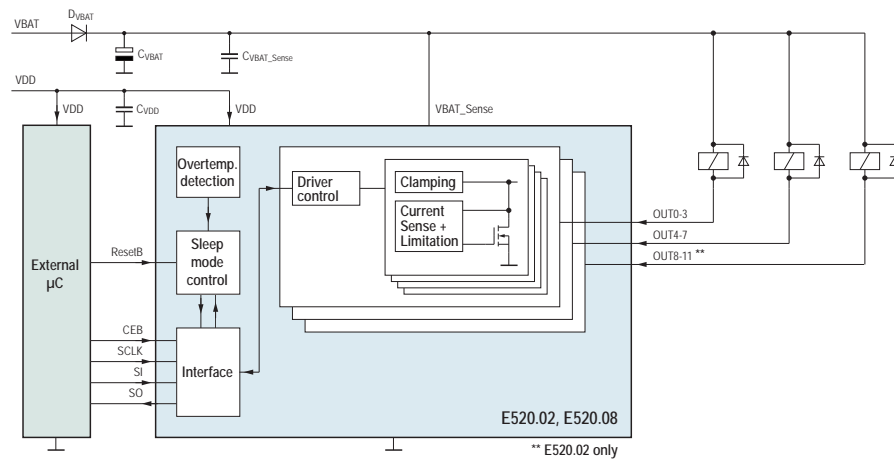 VBAT
DVBAT
CVBAT
CVBAT_Sense
VDD
VDD
CVDD
VDD
VBAT_Sense
Overtemp.
detection
Driver
control
Clamping
Current
Sense +
Limitation
OUT0-3
OUT4-7
OUT8-11 **
ResetB
Sleep
mode
control
External
µC
CEB
SCLK
SI
SO
Interface
E520.02, E520.08
** E520.02 only